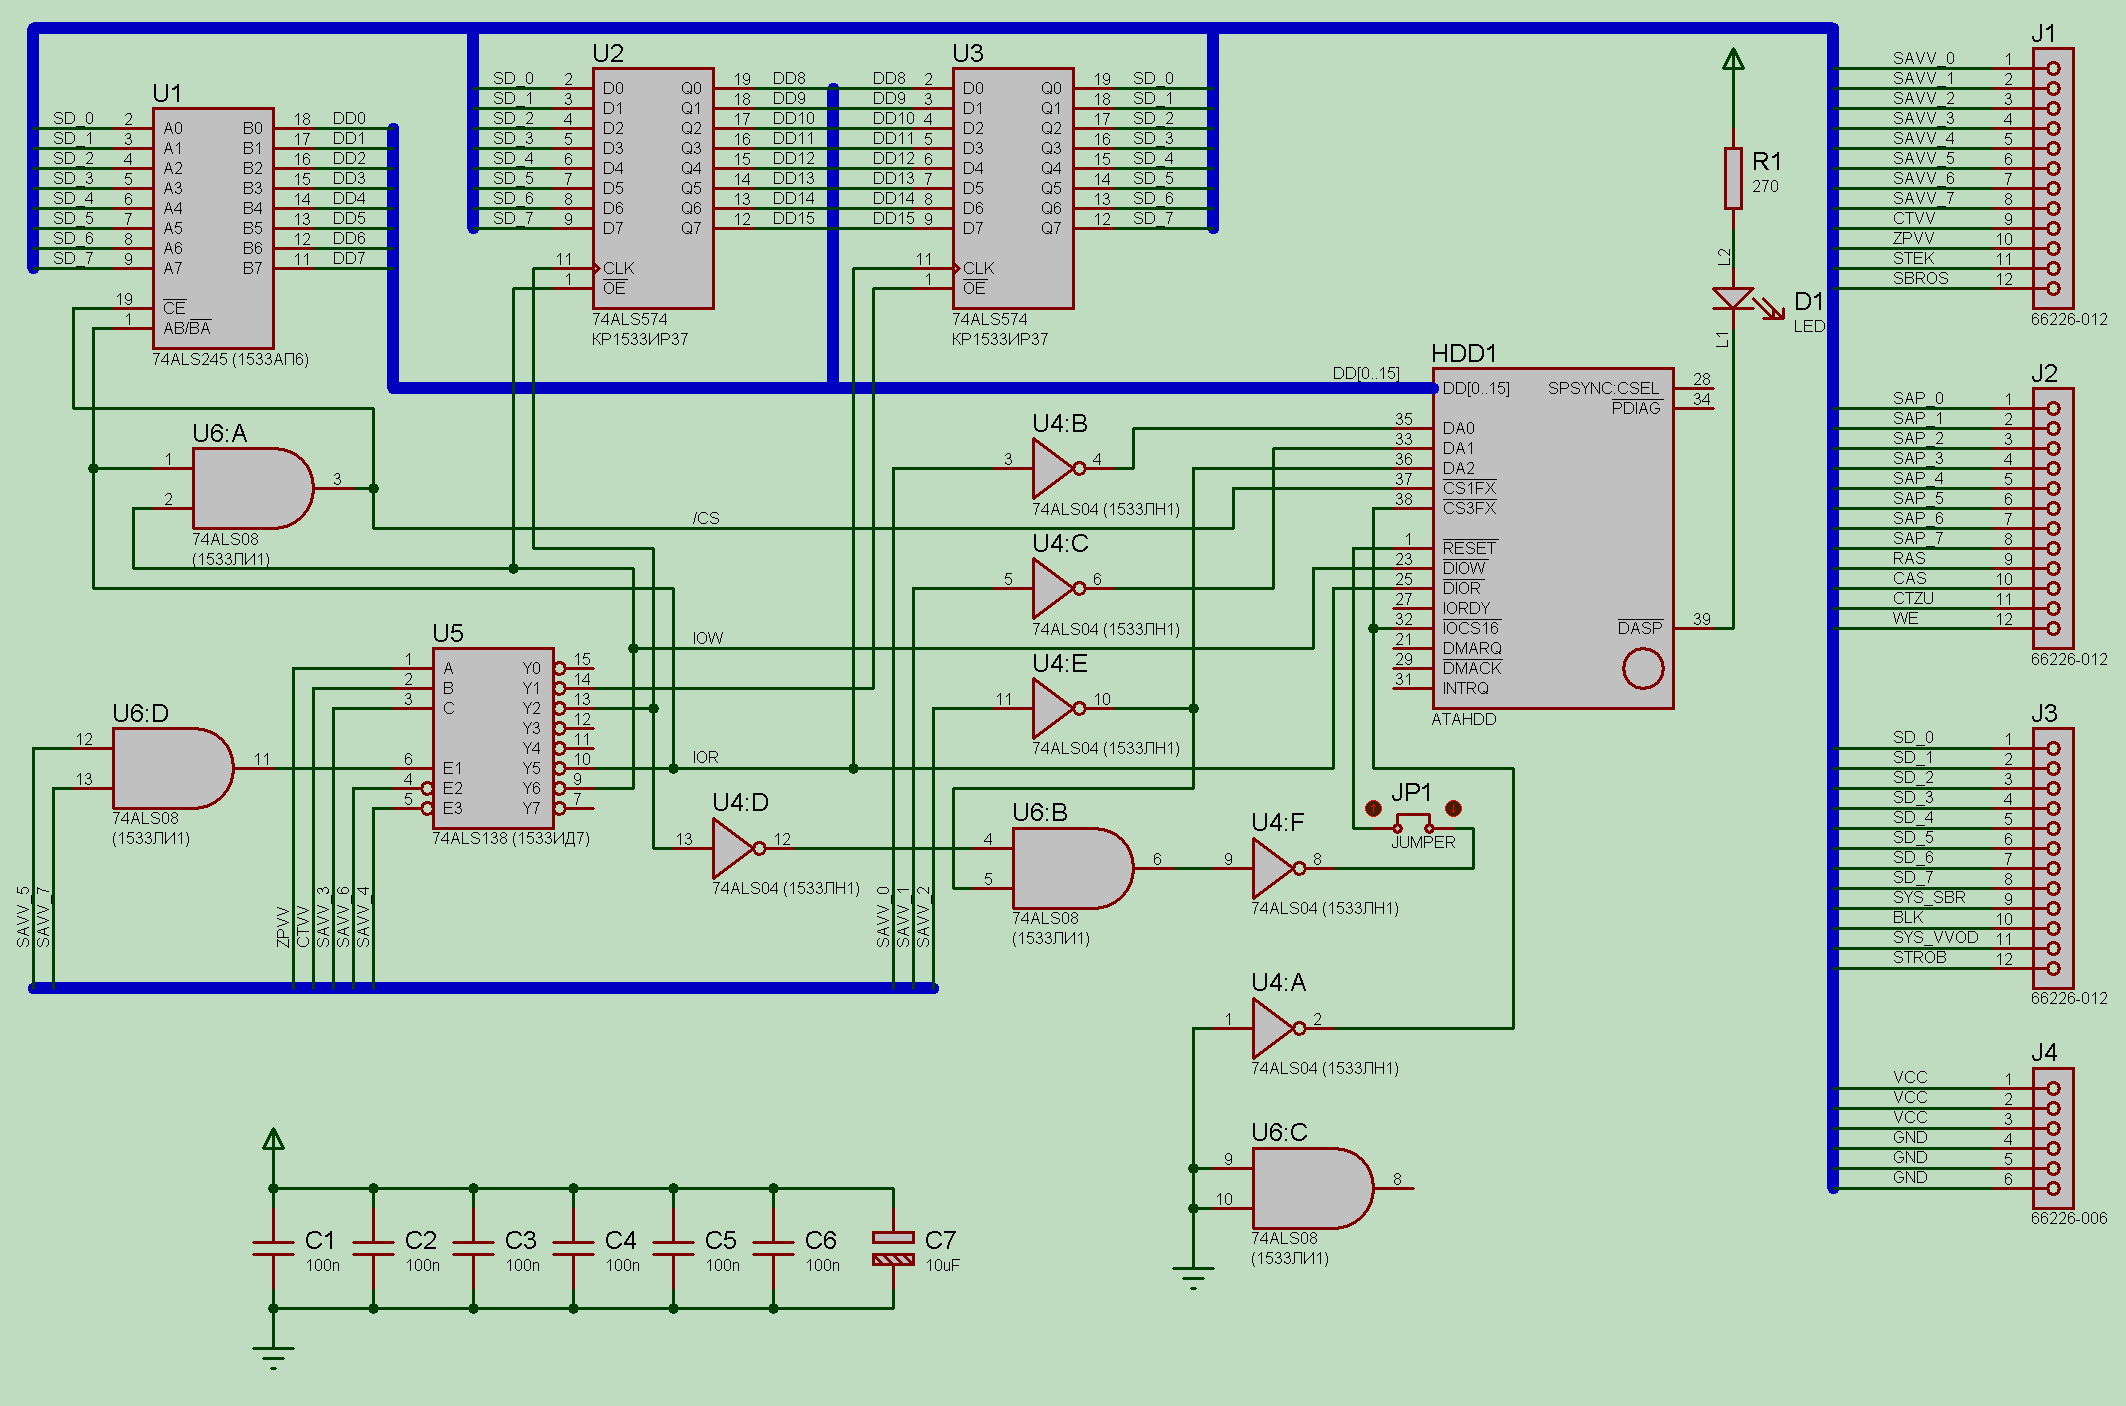 U1
SD_0 2 A0 B0 18 DD0
SD_1 3 A1 B1 17 DD1
SD_2 4 A2 B2 16 DD2
SD_3 5 A3 B3 15 DD3
SD_4 6 A4 B4 14 DD4
SD_5 7 A5 B5 13 DD5
SD_6 8 A6 B6 12 DD6
SD_7 9 A7 B7 11 DD7
19 CE
1 AB/BA
74ALS245 (1533АП6)
U2
SD_0 2 D0 Q0 19 DD8
SD_1 3 D1 Q1 18 DD9
SD_2 4 D2 Q2 17 DD10
SD_3 5 D3 Q3 16 DD11
SD_4 6 D4 Q4 15 DD12
SD_5 7 D5 Q5 14 DD13
SD_6 8 D6 Q6 13 DD14
SD_7 9 D7 Q7 12 DD15
11 CLK
1 OE
74ALS574
КР1533ИР37
U3
DD8 2 D0 Q0 19 SD_0
DD9 3 D1 Q1 18 SD_1
DD10 4 D2 Q2 17 SD_2
DD11 5 D3 Q3 16 SD_3
DD12 6 D4 Q4 15 SD_4
DD13 7 D5 Q5 14 SD_5
DD14 8 D6 Q6 13 SD_6
DD15 9 D7 Q7 12 SD_7
11 CLK
1 OE
74ALS574
КР1533ИР37
R1
270
L2
D1
LED
L1
J1
SAVV_0 1
SAVV_1 2
SAVV_2 3
SAVV_3 4
SAVV_4 5
SAVV_5 6
SAVV_6 7
SAVV_7 8
CTVV 9
ZPVV 10
STEK 11
SBROS 12
66226-012
HDD1
DD[0..15] DD[0..15] SPSYNC:CSEL 28
PDIAG 34
35 DA0
33 DA1
36 DA2
37 CS1FX
38 CS3FX
1 RESET
23 DIOW
25 DIOR
27 IORDY
32 IOCS16 DASP 39
21 DMARQ
29 DMACK
31 INTRQ
ATAHDD
J2
SAP_0 1
SAP_1 2
SAP_2 3
SAP_3 4
SAP_4 5
SAP_5 6
SAP_6 7
SAP_7 8
RAS 9
CAS 10
CTZU 11
WE 12
66226-012
U6:A
1
2
3
74ALS08
(1533ЛИ1)
/CS
U4:B
3 4
74ALS04 (1533ЛН1)
U4:C
5 6
74ALS04 (1533ЛН1)
U4:E
11 10
74ALS04 (1533ЛН1)
IOW
IOR
U5
1 A Y0 15
2 B Y1 14
3 C Y2 13
Y3 12
Y4 11
6 E1 Y5 10
4 E2 Y6 9
5 E3 Y7 7
74ALS138 (1533ИД7)
U6:D
12
13
11
74ALS08
(1533ЛИ1)
SAVV_5
SAVV_7
ZPVV
CTVV
SAVV_3
SAVV_6
SAVV_4
U4:D
13 12
74ALS04 (1533ЛН1)
SAVV_0
SAVV_1
SAVV_2
U6:B
4
5
6
74ALS08
(1533ЛИ1)
U4:F
9 8
74ALS04 (1533ЛН1)
JP1
JUMPER
U4:A
1 2
74ALS04 (1533ЛН1)
U6:C
9
10
8
74ALS08
(1533ЛИ1)
J3
SD_0 1
SD_1 2
SD_2 3
SD_3 4
SD_4 5
SD_5 6
SD_6 7
SD_7 8
SYS_SBR 9
BLK 10
SYS_VVOD 11
STROB 12
66226-012
J4
VCC 1
VCC 2
VCC 3
GND 4
GND 5
GND 6
66226-006
C1
100n
C2
100n
C3
100n
C4
100n
C5
100n
C6
100n
C7
10uF